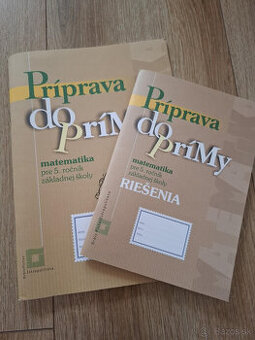 Príprava
do PríMy
matematika
pre 5. ročník
základnej školy
Príprava
do PríMy
matematika
pre 5. ročník
základnej školy
RIEŠENIA